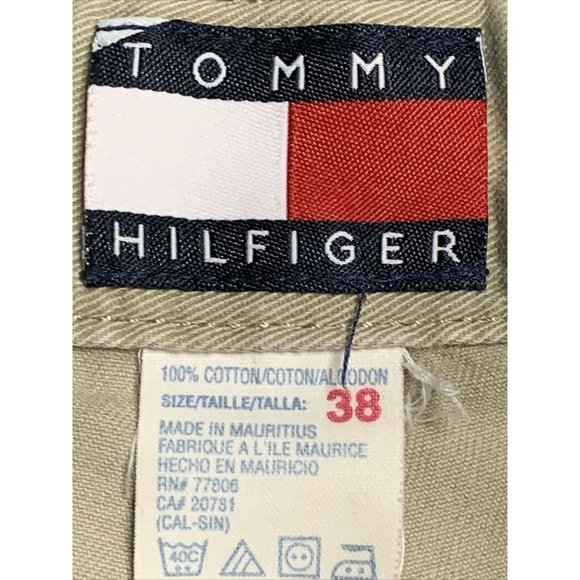 TOMMY
HILFIGER
100% COTTON/COTON/ALGODON
SIZE/TAILLE/TALLA: 38
MADE IN MAURITIUS
FABRIQUE A L'ILE MAURICE
HECHO EN MAURICIO
RN# 77806
CA# 20781
(CAL-SIN)
40C